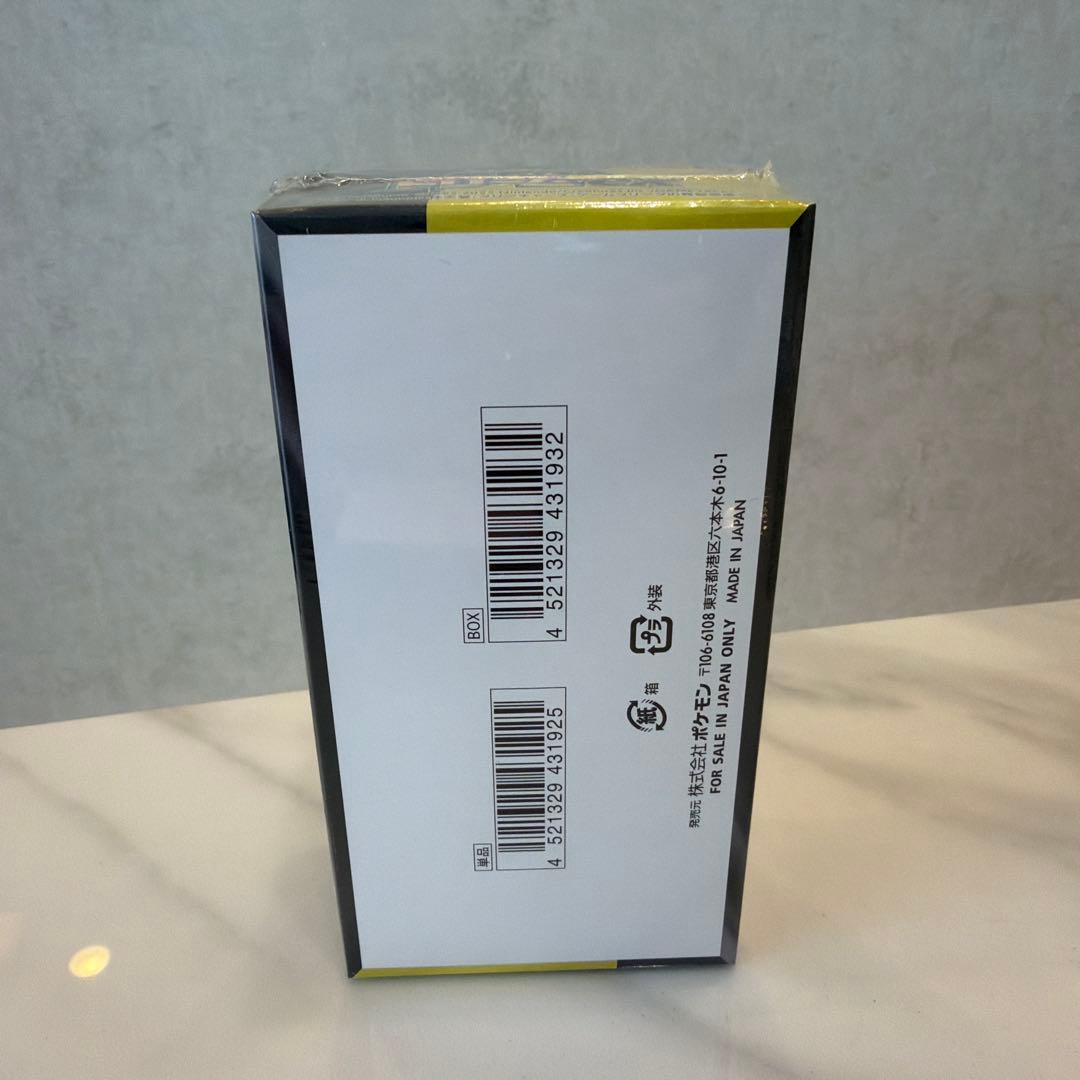 BOX
4 521329 431932
単品
4 521329 431925
プラ 外装
紙 箱
発売元 株式会社 ポケモン 〒106-6108 東京都港区六本木6-10-1
FOR SALE IN JAPAN ONLY MADE IN JAPAN